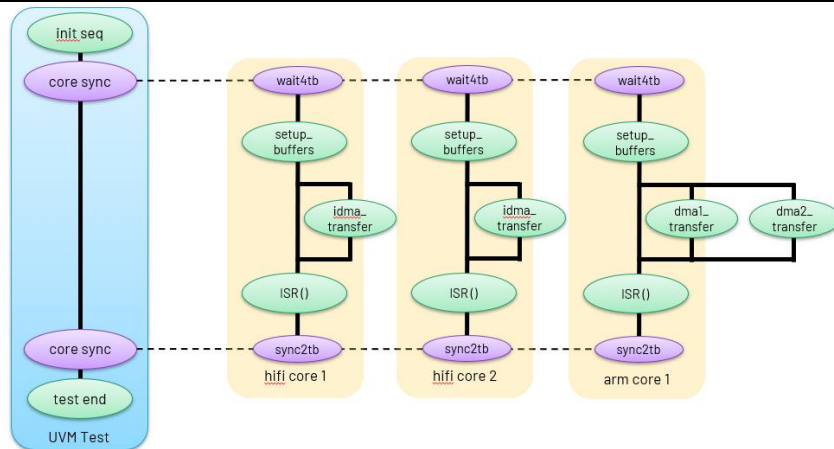 init seq
core sync
wait4tb
wait4tb
wait4tb
setup_
buffers
setup_
buffers
setup_
buffers
idma_
transfer
idma_
transfer
dma1_
transfer
dma2_
transfer
ISR()
ISR()
ISR()
core sync
sync2tb
sync2tb
sync2tb
hifi core 1
hifi core 2
arm core 1
test end
UVM Test